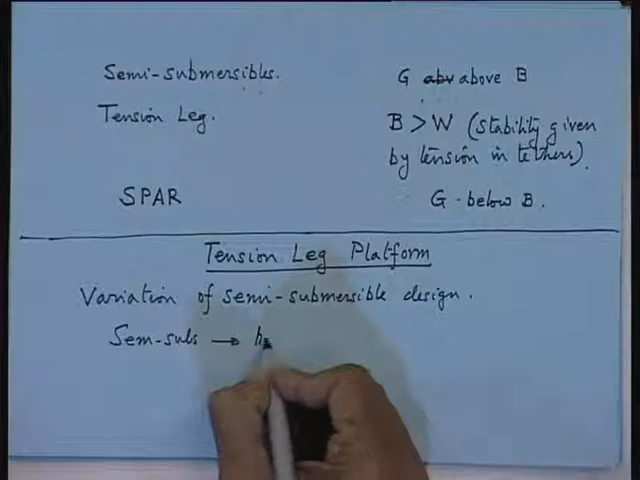 Semi-submersibles. G abv above B
Tension Leg. B > W (stability given
by tension in tethers).
SPAR G - below B.
Tension Leg Platform
Variation of semi-submersible design.
Sem-subs → h